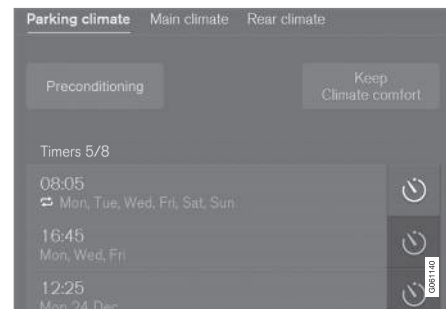 Parking climate Main climate Rear climate
Preconditioning
Keep
Climate comfort
Timers 5/8
08:05
Mon, Tue, Wed, Fri, Sat, Sun
16:45
Mon, Wed, Fri
12:25
Mon 24 Dec
G061140